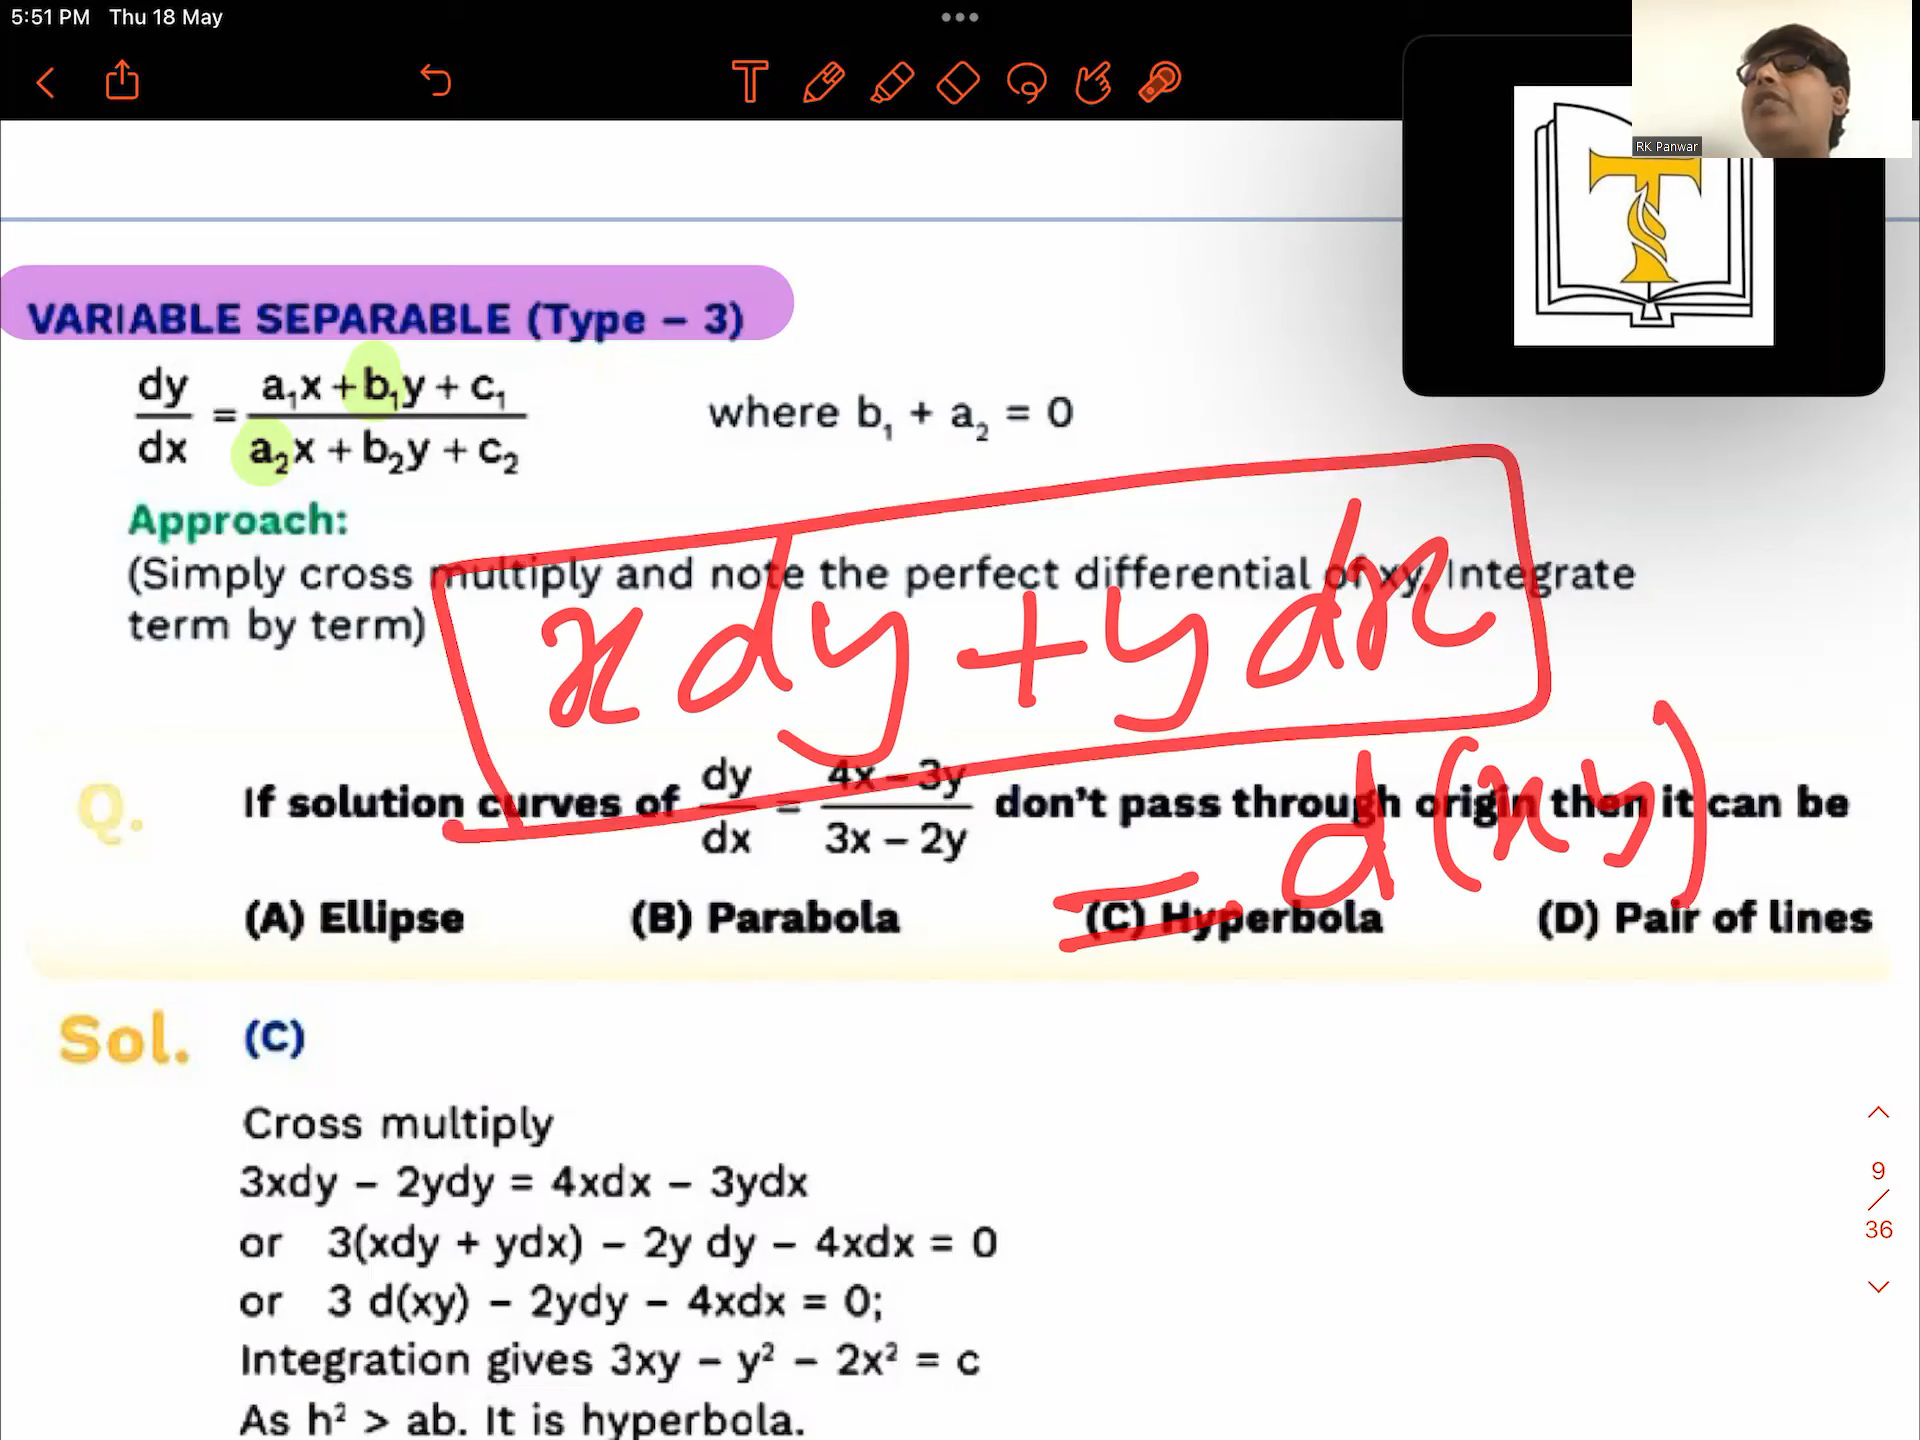 5:51 PM Thu 18 May
T
RK Panwar
VARIABLE SEPARABLE (Type – 3)
dy/dx = (a₁x + b₁y + c₁)/(a₂x + b₂y + c₂) where b₁ + a₂ = 0
Approach:
(Simply cross multiply and note the perfect differential of xy. Integrate
term by term)
x dy + y dx
= d(xy)
Q. If solution curves of dy/dx = (4x – 3y)/(3x – 2y) don't pass through origin then it can be
(A) Ellipse (B) Parabola (C) Hyperbola (D) Pair of lines
Sol. (C)
Cross multiply
3xdy – 2ydy = 4xdx – 3ydx
or 3(xdy + ydx) – 2y dy – 4xdx = 0
or 3 d(xy) – 2ydy – 4xdx = 0;
Integration gives 3xy – y² – 2x² = c
As h² > ab. It is hyperbola.
9
/
36